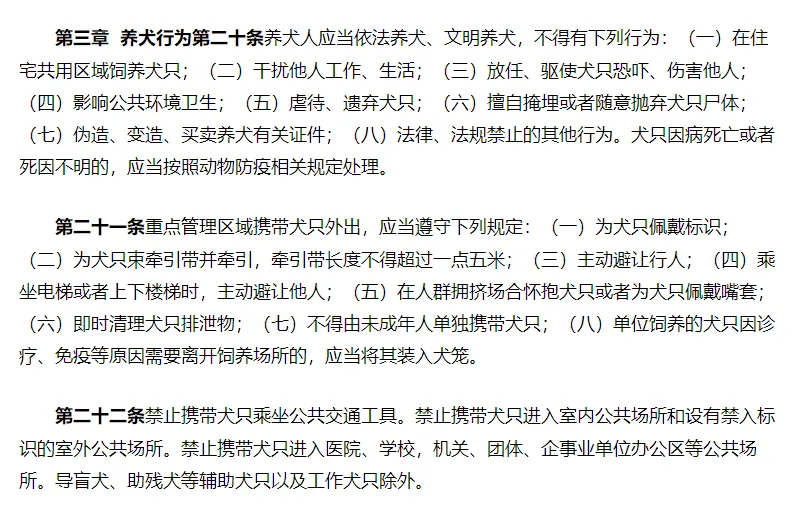 第三章 养犬行为第二十条养犬人应当依法养犬、文明养犬，不得有下列行为：（一）在住
宅共用区域饲养犬只；（二）干扰他人工作、生活；（三）放任、驱使犬只恐吓、伤害他人；
（四）影响公共环境卫生；（五）虐待、遗弃犬只；（六）擅自掩埋或者随意抛弃犬只尸体；
（七）伪造、变造、买卖养犬有关证件；（八）法律、法规禁止的其他行为。犬只因病死亡或者
死因不明的，应当按照动物防疫相关规定处理。
第二十一条重点管理区域携带犬只外出，应当遵守下列规定：（一）为犬只佩戴标识；
（二）为犬只束牵引带并牵引，牵引带长度不得超过一点五米；（三）主动避让行人；（四）乘
坐电梯或者上下楼梯时，主动避让他人；（五）在人群拥挤场合怀抱犬只或者为犬只佩戴嘴套；
（六）即时清理犬只排泄物；（七）不得由未成年人单独携带犬只；（八）单位饲养的犬只因诊
疗、免疫等原因需要离开饲养场所的，应当将其装入犬笼。
第二十二条禁止携带犬只乘坐公共交通工具。禁止携带犬只进入室内公共场所和设有禁入标
识的室外公共场所。禁止携带犬只进入医院、学校，机关、团体、企事业单位办公区等公共场
所。导盲犬、助残犬等辅助犬只以及工作犬只除外。